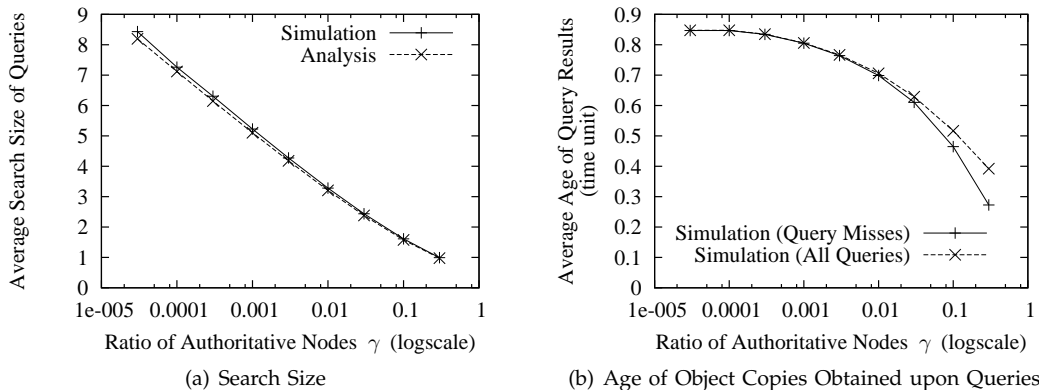 Average Search Size of Queries
9
8
7
6
5
4
3
2
1
0
1e-005 0.0001 0.001 0.01 0.1 1
Simulation
Analysis
Ratio of Authoritative Nodes γ (logscale)
(a) Search Size
Average Age of Query Results
(time unit)
0.9
0.8
0.7
0.6
0.5
0.4
0.3
0.2
0.1
0
1e-005 0.0001 0.001 0.01 0.1 1
Simulation (Query Misses)
Simulation (All Queries)
Ratio of Authoritative Nodes γ (logscale)
(b) Age of Object Copies Obtained upon Queries